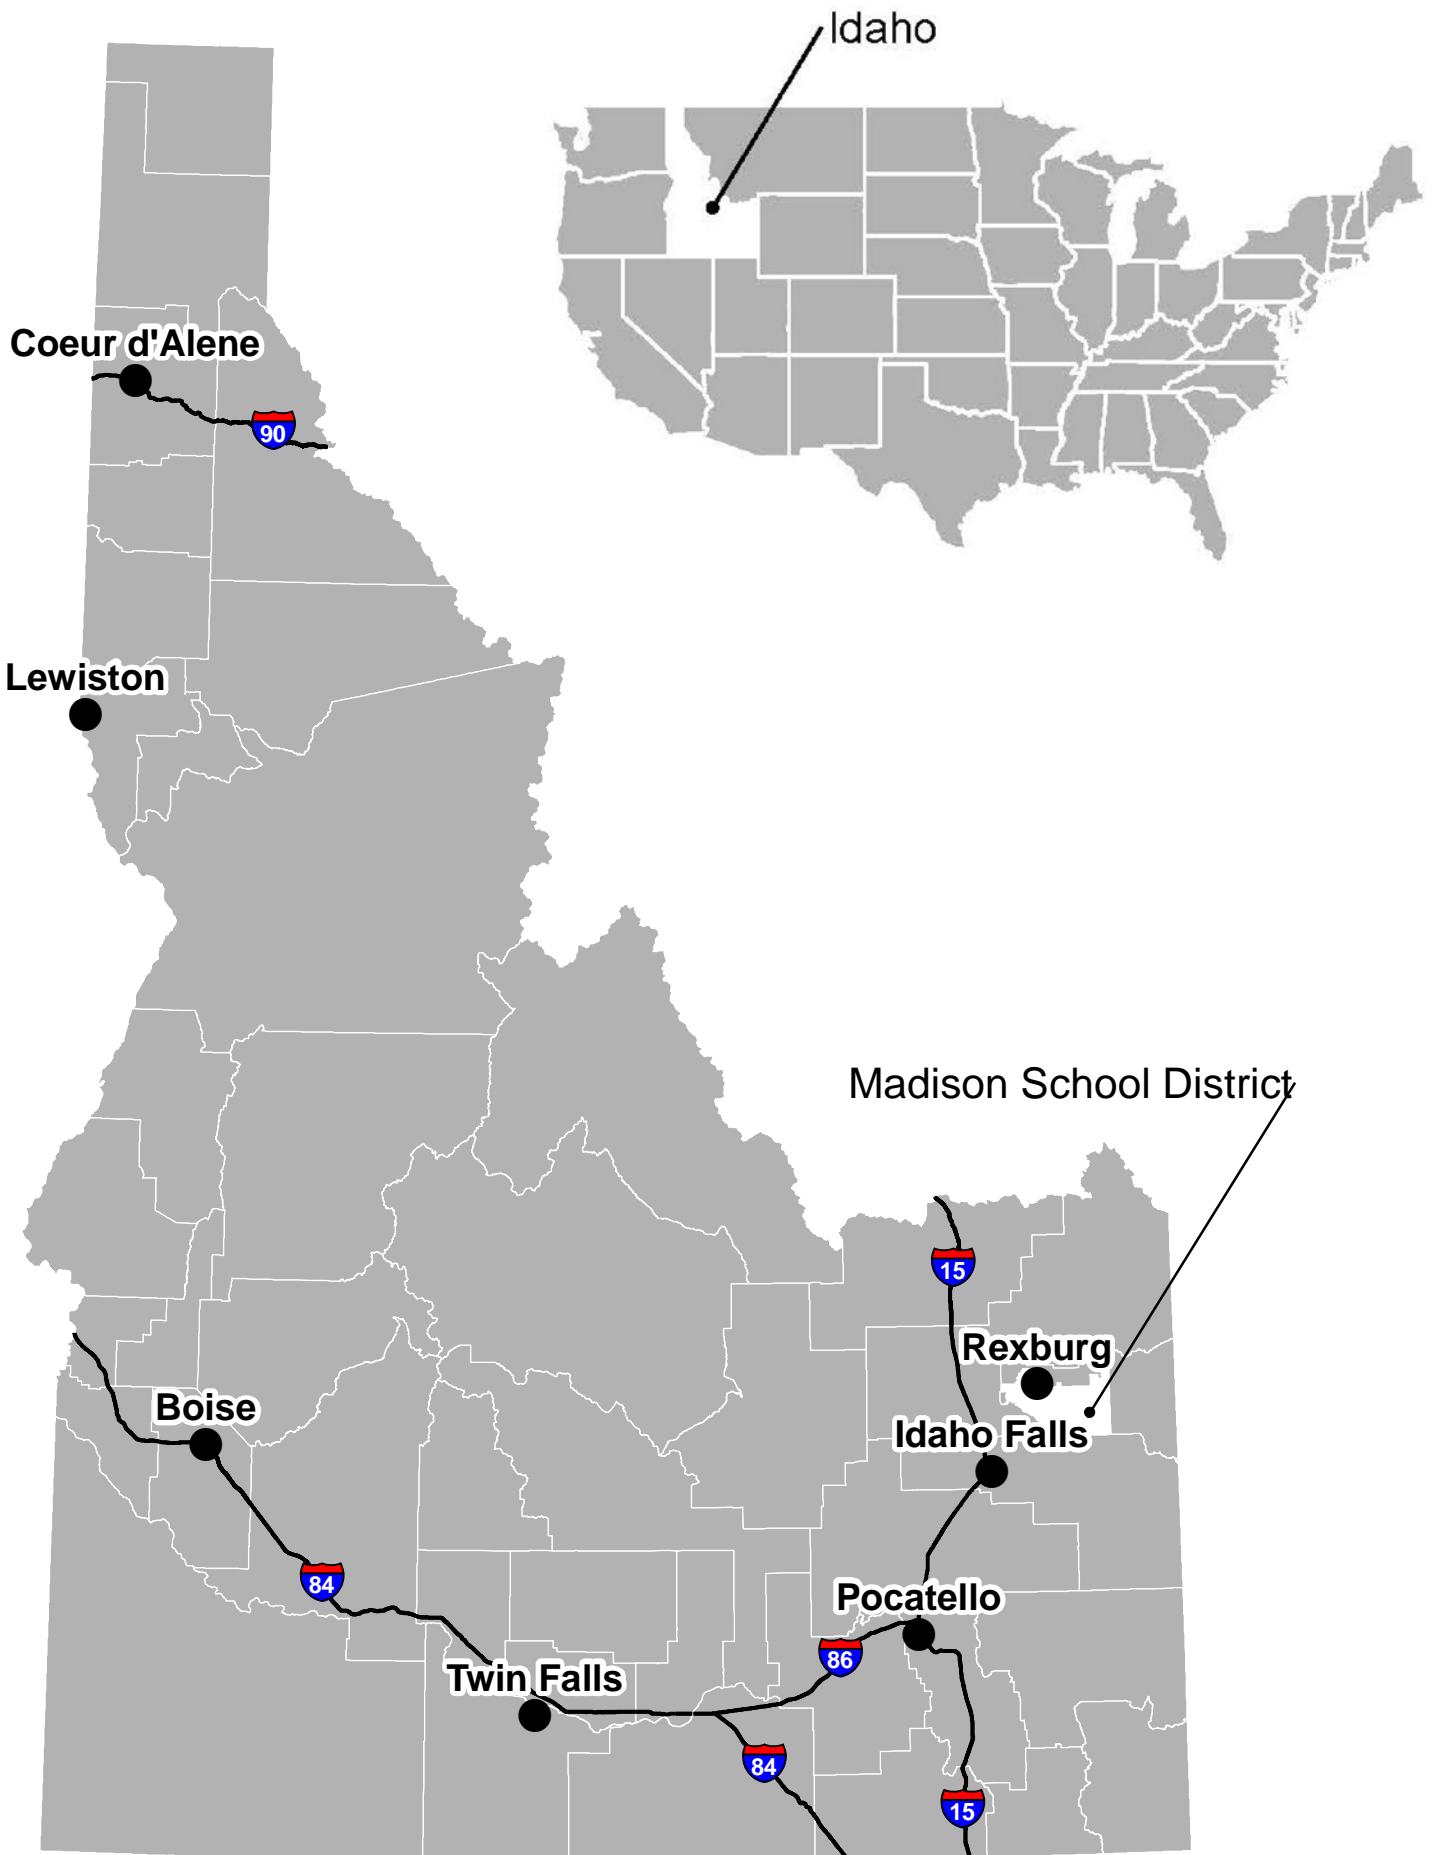 Idaho
Coeur d'Alene
90
Lewiston
Madison School District
15
Rexburg
Boise
Idaho Falls
84
Pocatello
86
Twin Falls
84
15